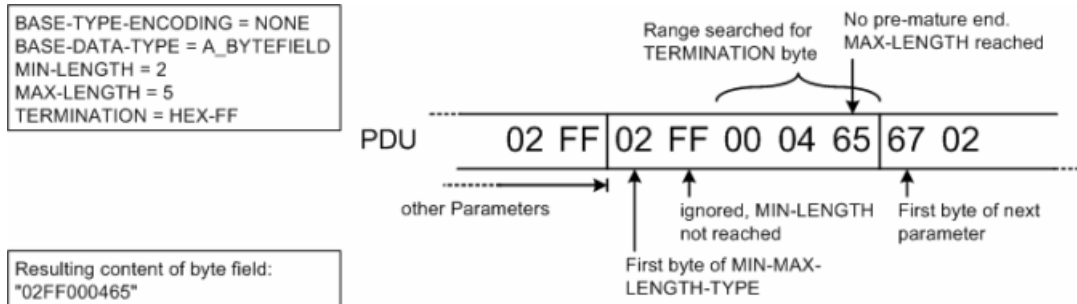 BASE-TYPE-ENCODING = NONE
BASE-DATA-TYPE = A_BYTEFIELD
MIN-LENGTH = 2
MAX-LENGTH = 5
TERMINATION = HEX-FF
Range searched for
TERMINATION byte
No pre-mature end.
MAX-LENGTH reached
PDU 02 FF 02 FF 00 04 65 67 02
other Parameters
ignored, MIN-LENGTH
not reached
First byte of next
parameter
First byte of MIN-MAX-
LENGTH-TYPE
Resulting content of byte field:
"02FF000465"